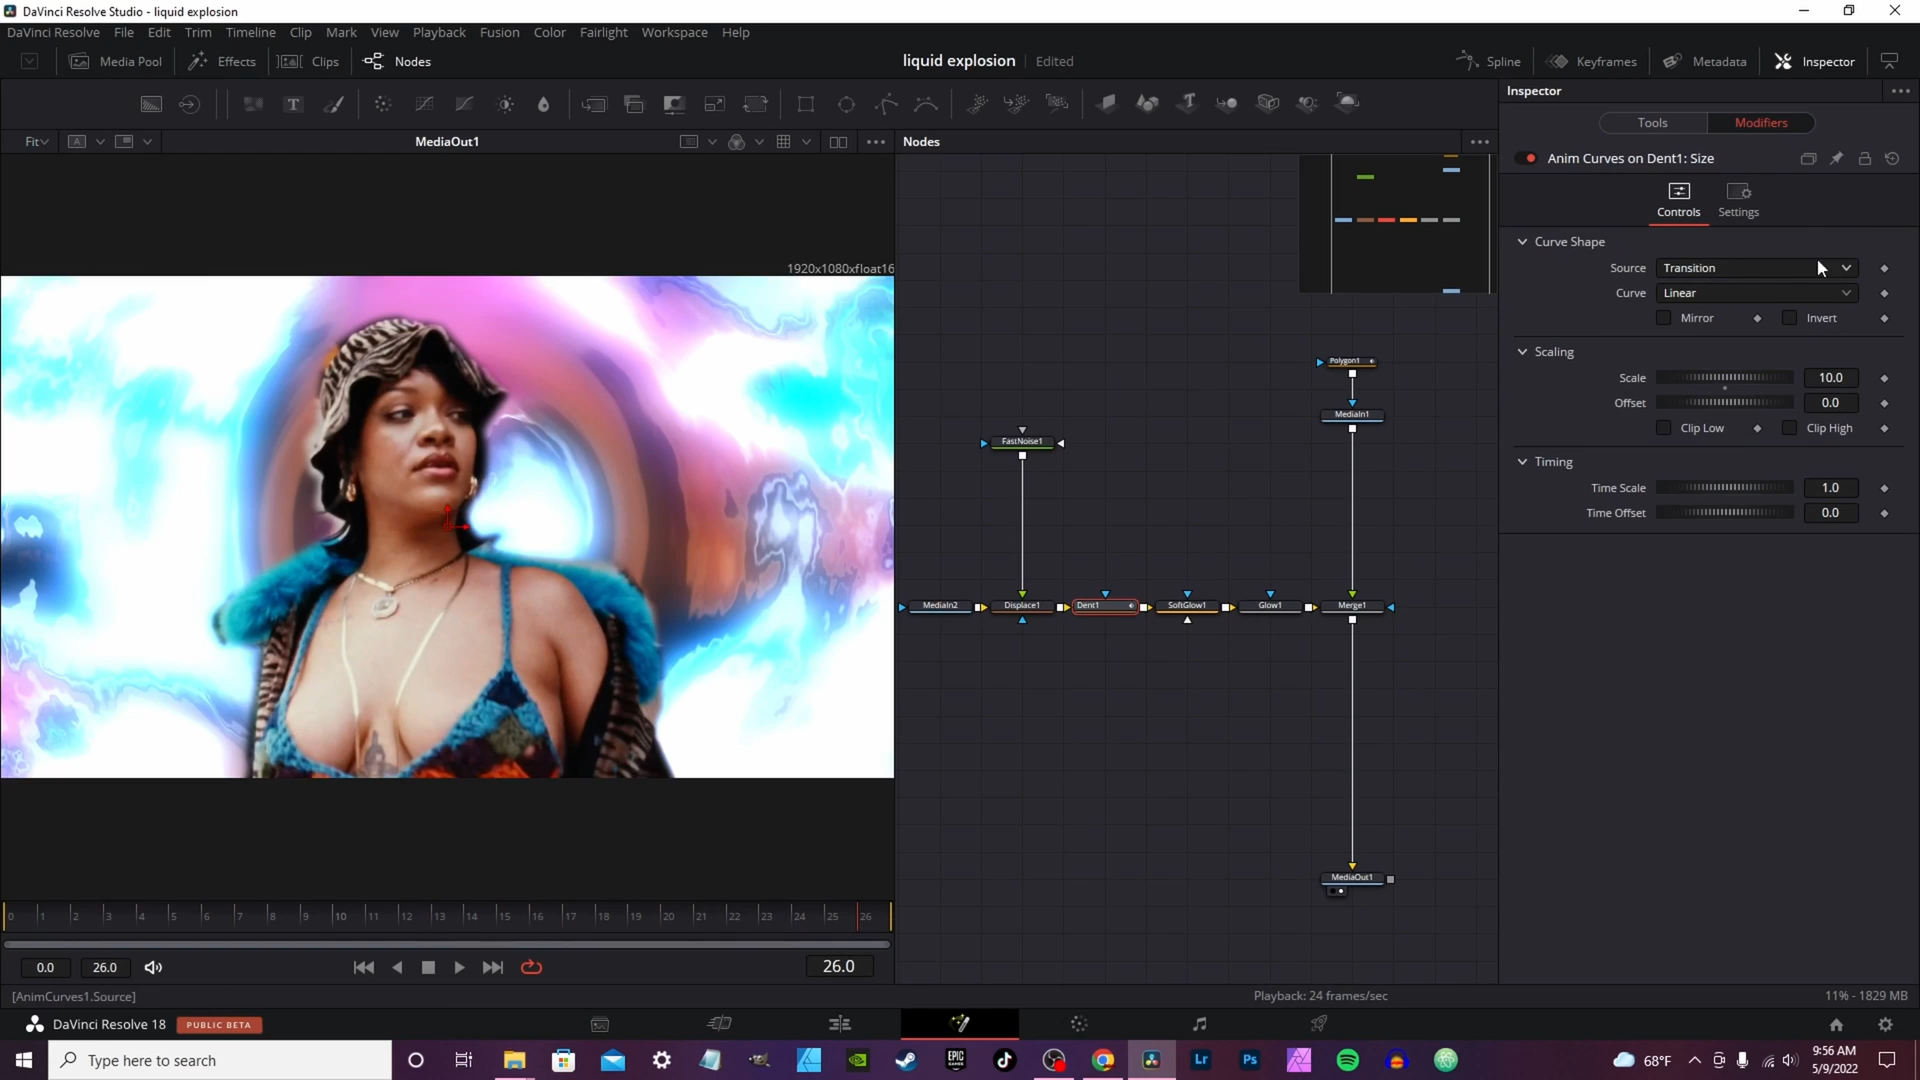 DaVinci Resolve Studio - liquid explosion
DaVinci Resolve File Edit Trim Timeline Clip Mark View Playback Fusion Color Fairlight Workspace Help
Media Pool Effects Clips Nodes liquid explosion Edited Spline Keyframes Metadata Inspector
T T
Inspector
Fit A MediaOut1 Nodes
Tools Modifiers
Anim Curves on Dent1: Size
Controls Settings
Curve Shape
1920x1080xfloat16
Source Transition
Curve Linear
Mirror Invert
Scaling
Scale 10.0
Offset 0.0
Clip Low Clip High
Timing
Time Scale 1.0
Time Offset 0.0
Polygon1
MediaIn1
FastNoise1
MediaIn2 Displace1 Dent1 SoftGlow1 Glow1 Merge1
MediaOut1
0 1 2 3 4 5 6 7 8 9 10 11 12 13 14 15 16 17 18 19 20 21 22 23 24 25 26
0.0 26.0 26.0
[AnimCurves1.Source] Playback: 24 frames/sec 11% - 1829 MB
DaVinci Resolve 18 PUBLIC BETA
Type here to search EPIC GAMES Lr Ps 68°F 9:56 AM
5/9/2022